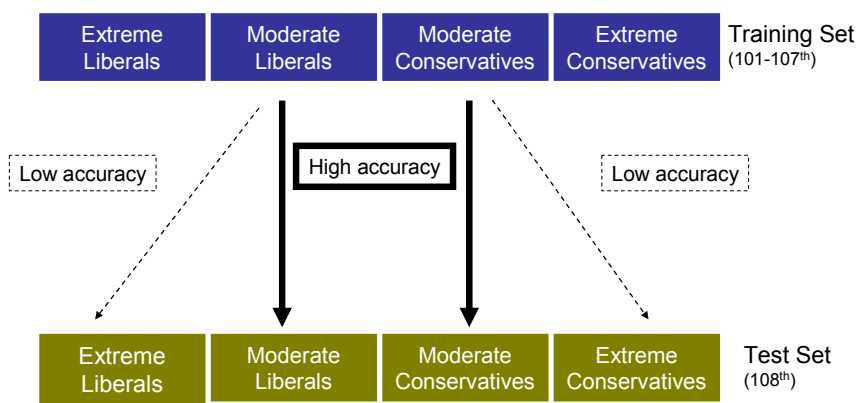 Extreme Liberals
Moderate Liberals
Moderate Conservatives
Extreme Conservatives
Training Set
(101-107th)
Low accuracy
High accuracy
Low accuracy
Extreme Liberals
Moderate Liberals
Moderate Conservatives
Extreme Conservatives
Test Set
(108th)